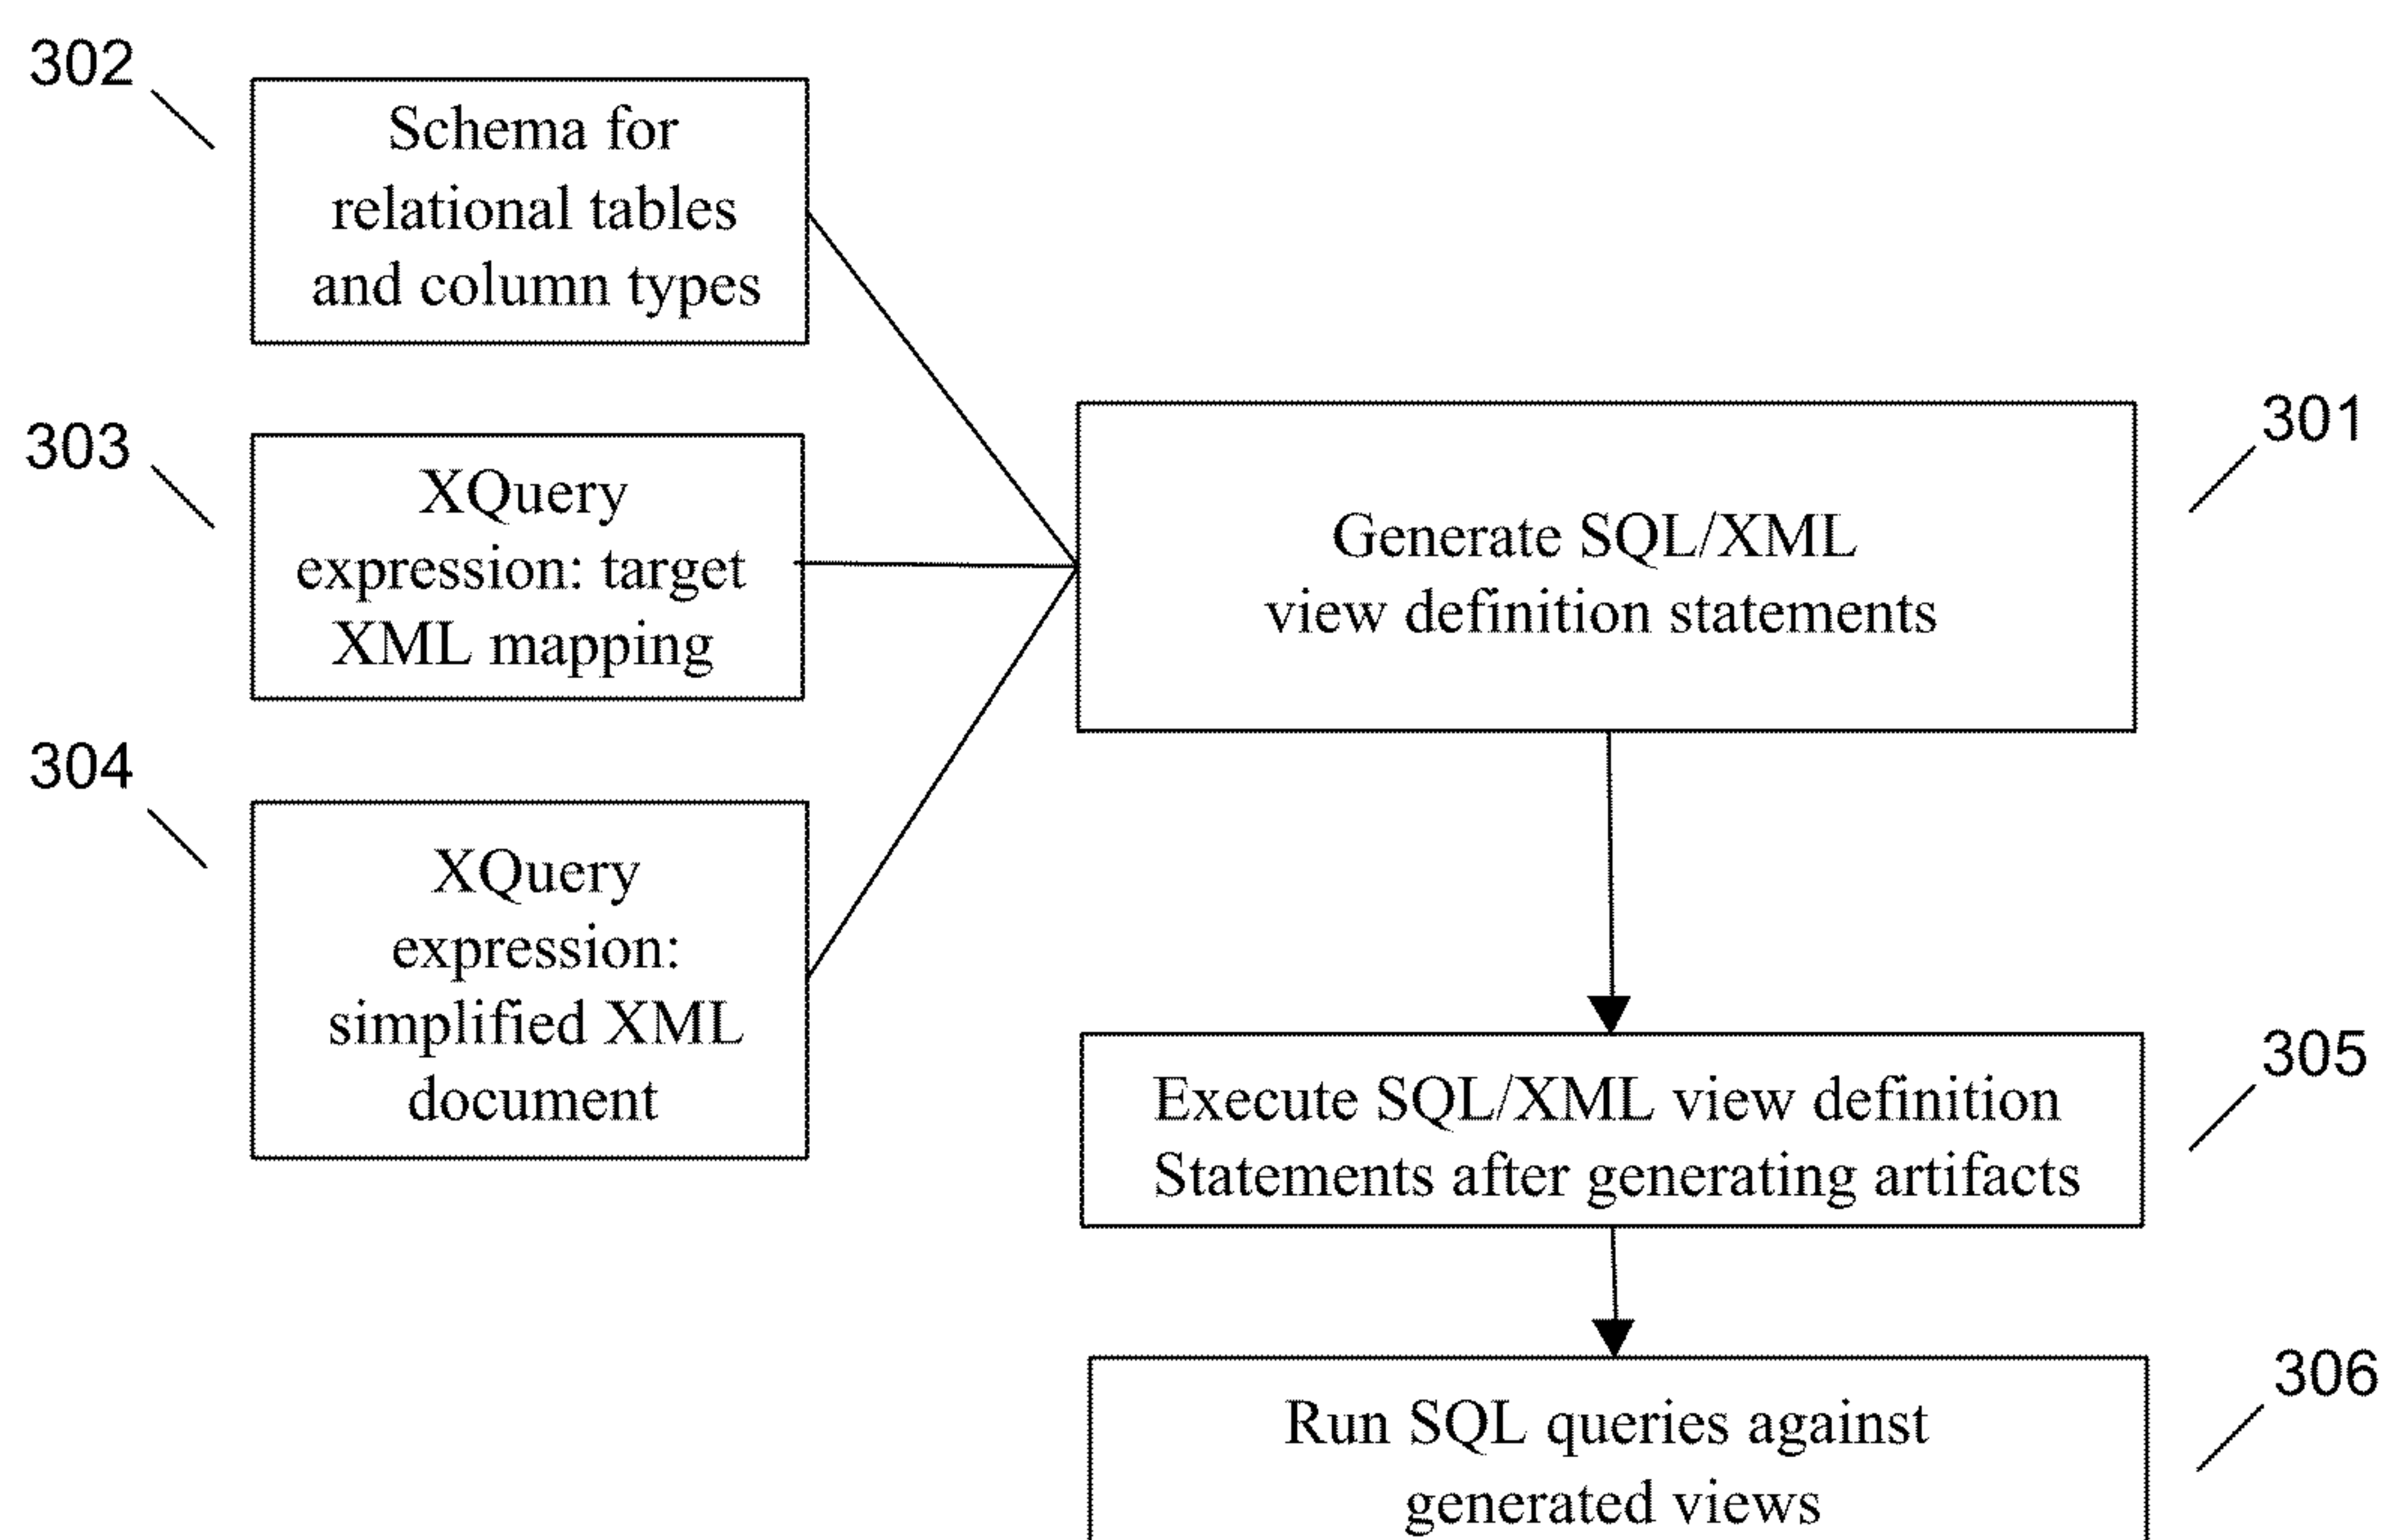 302
Schema for
relational tables
and column types
303
XQuery
expression: target
XML mapping
304
XQuery
expression:
simplified XML
document
301
Generate SQL/XML
view definition statements
305
Execute SQL/XML view definition
Statements after generating artifacts
306
Run SQL queries against
generated views